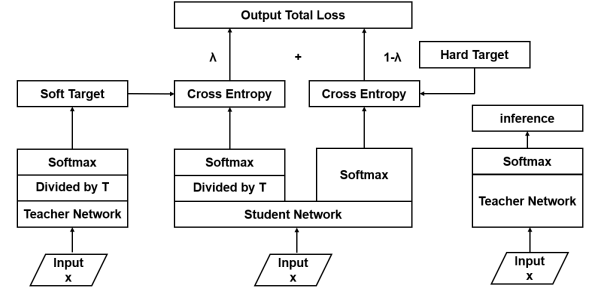 Output Total Loss
λ
+
1-λ
Hard Target
Soft Target
Cross Entropy
Cross Entropy
inference
Softmax
Divided by T
Teacher Network
Softmax
Divided by T
Softmax
Student Network
Softmax
Teacher Network
Input
x
Input
x
Input
x